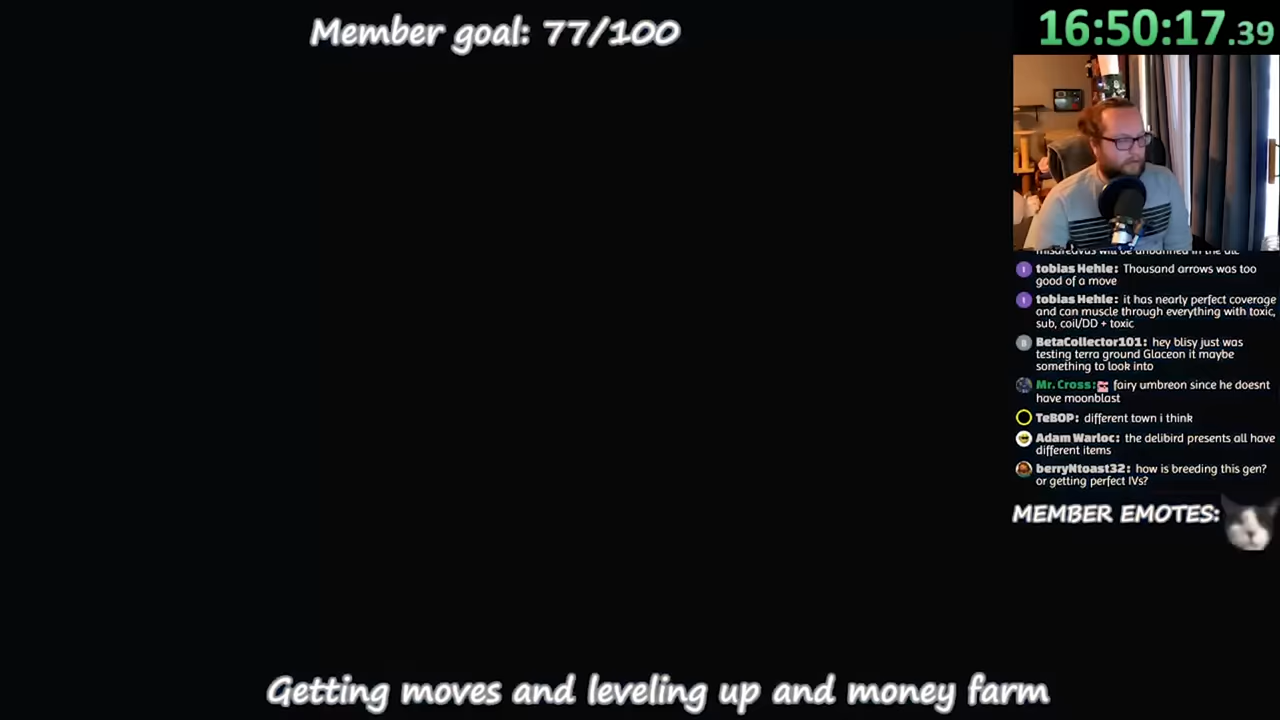 Member goal: 77/100
16:50:17.39
tobias Hehle: Thousand arrows was too
good of a move
tobias Hehle: it has nearly perfect coverage
and can muscle through everything with toxic,
sub, coil/DD + toxic
BetaCollector101: hey blisy just was
testing terra ground Glaceon it maybe
something to look into
Mr. Cross: fairy umbreon since he doesnt
have moonblast
TeBOP: different town i think
Adam Warloc: the delibird presents all have
different items
berryNtoast32: how is breeding this gen?
or getting perfect IVs?
MEMBER EMOTES:
Getting moves and leveling up and money farm